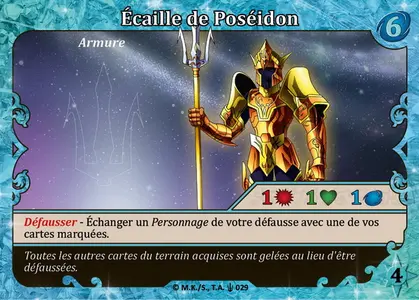 Écaille de Poséidon
6
Armure
1 1 1
Défausser - Échanger un Personnage de votre défausse avec une de vos
cartes marquées.
Toutes les autres cartes du terrain acquises sont gelées au lieu d'être
défaussées.
4
© M.K./S., T.A. 029